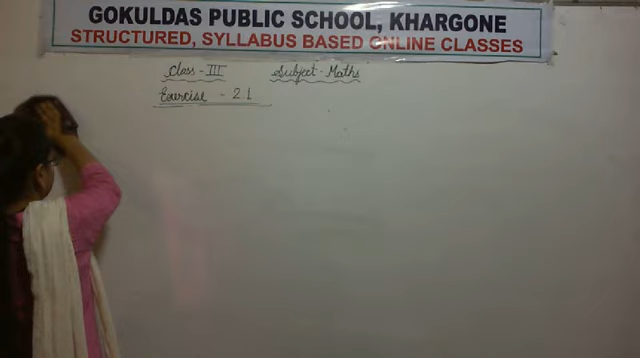 GOKULDAS PUBLIC SCHOOL, KHARGONE
STRUCTURED, SYLLABUS BASED ONLINE CLASSES
Class - III Subject - Maths
Exercise - 2.1